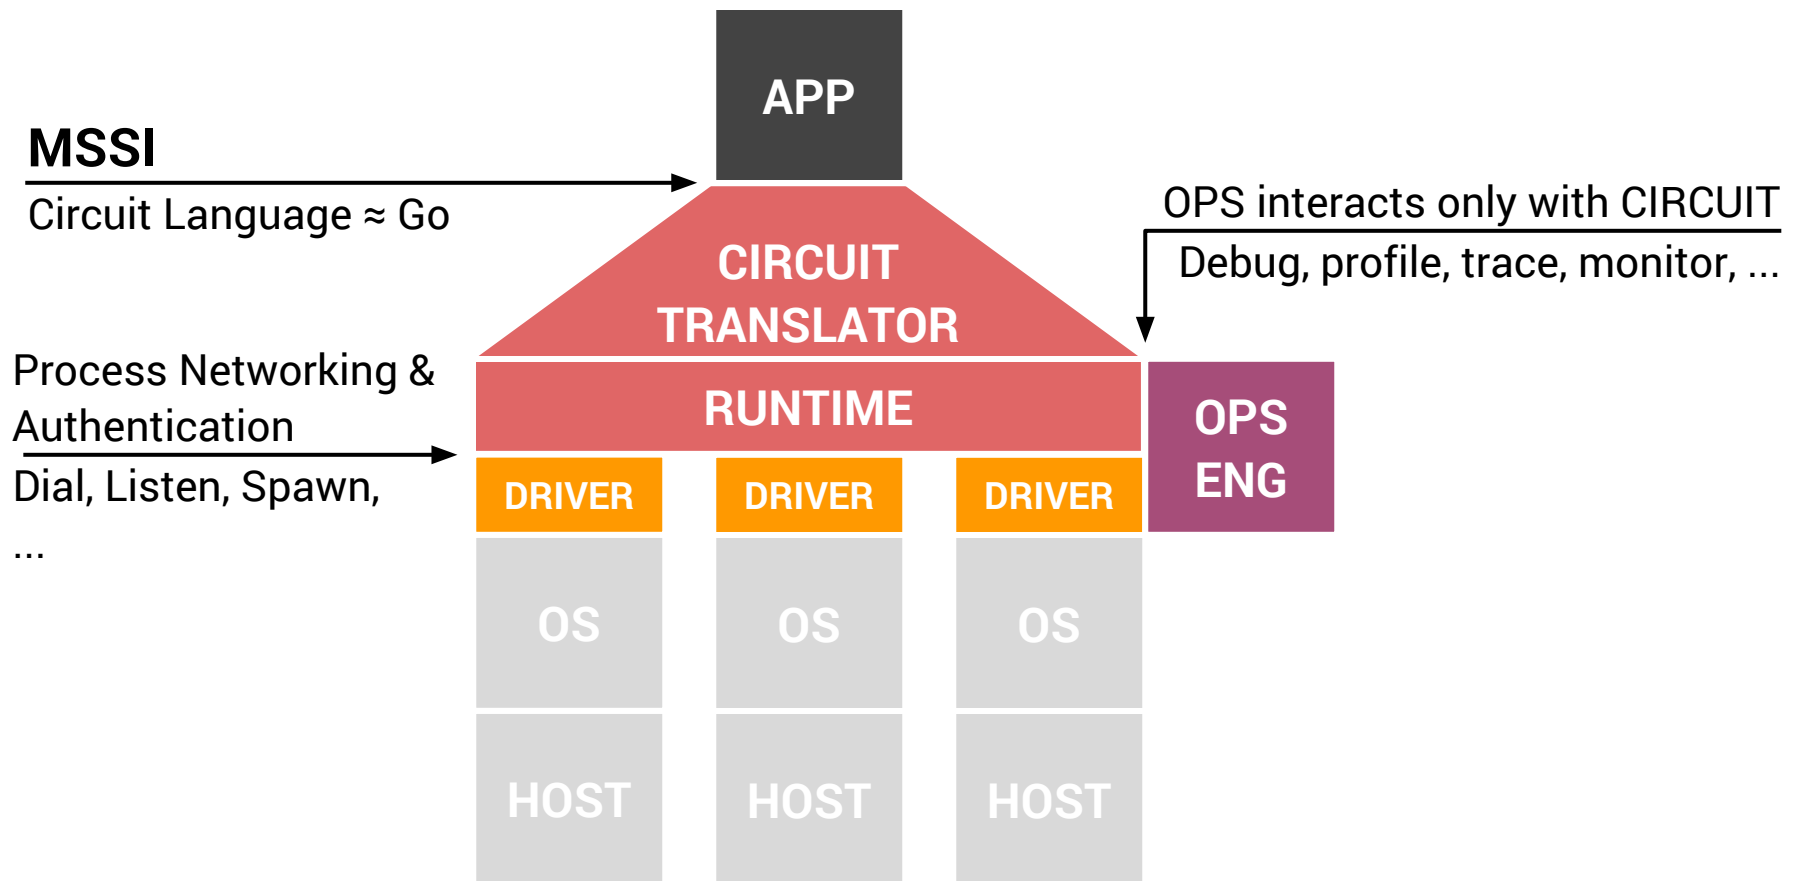 APP
MSSI
Circuit Language ≈ Go
OPS interacts only with CIRCUIT
Debug, profile, trace, monitor, ...
CIRCUIT
TRANSLATOR
Process Networking &
Authentication
Dial, Listen, Spawn,
...
RUNTIME
OPS
ENG
DRIVER DRIVER DRIVER
OS OS OS
HOST HOST HOST